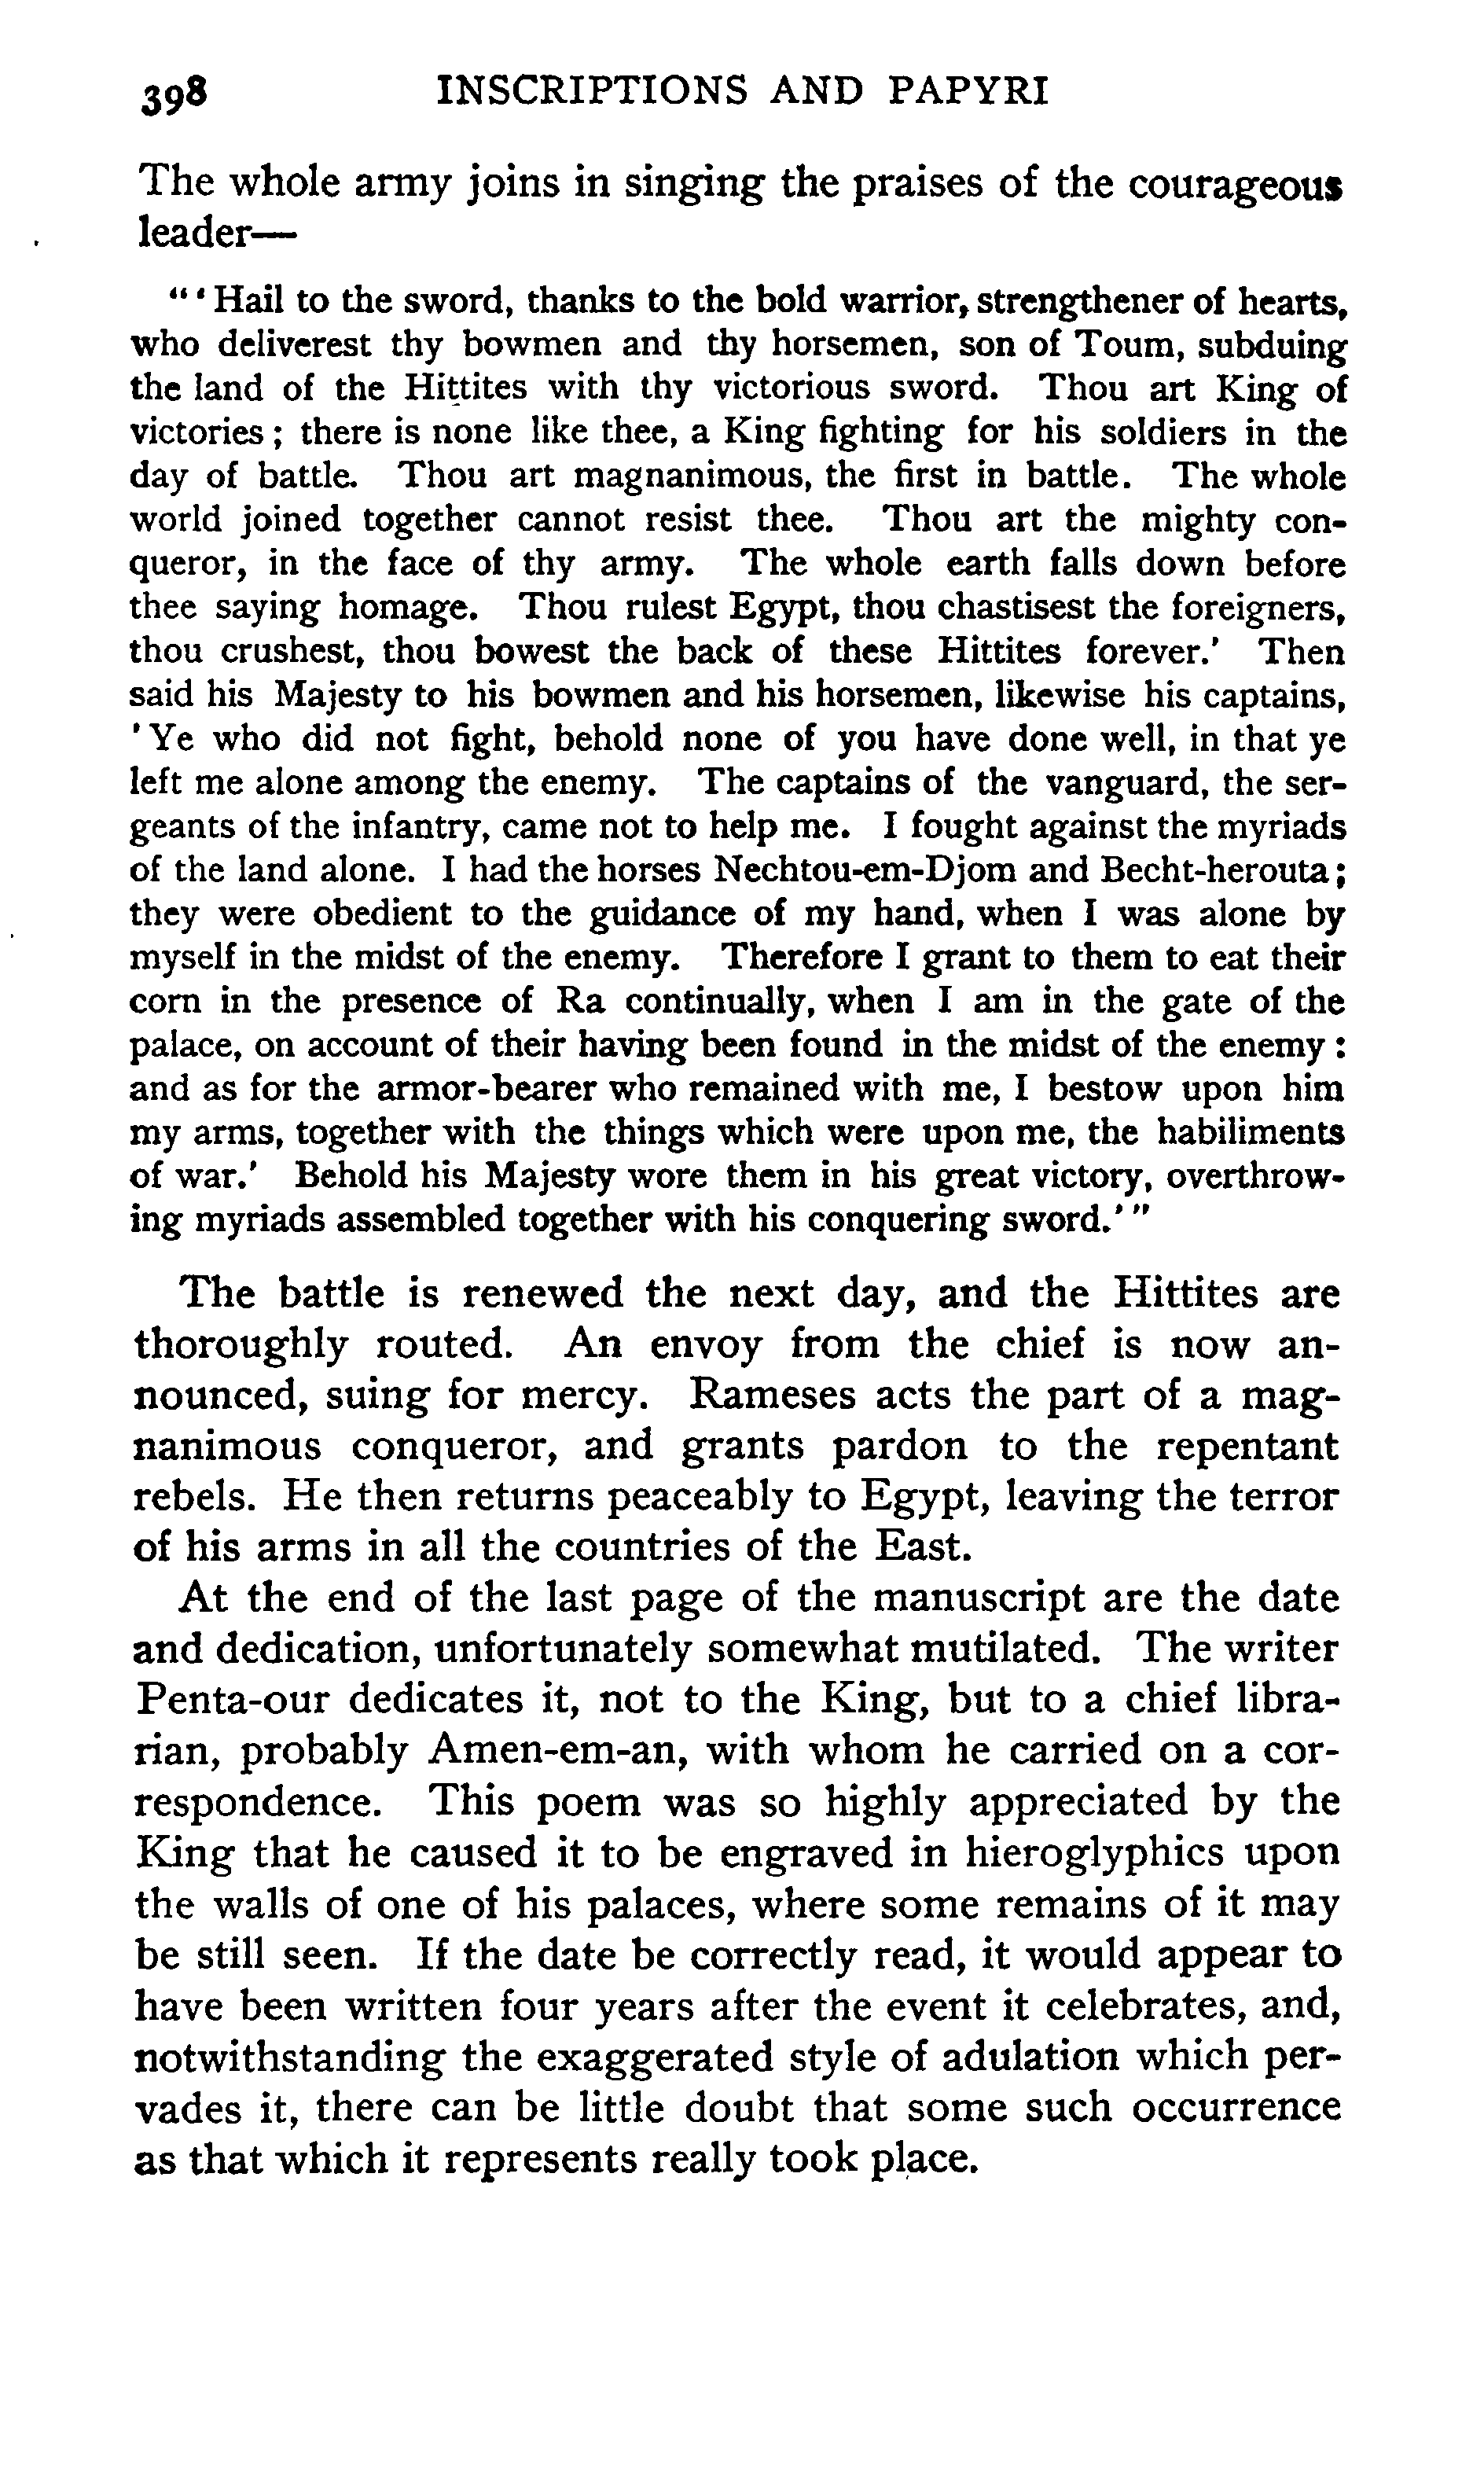 398 INSCRIPTIONS AND PAPYRI
The whole army joins in singing the praises of the courageous
leader—
"'Hail to the sword, thanks to the bold warrior, strengthener of hearts,
who deliverest thy bowmen and thy horsemen, son of Toum, subduing
the land of the Hittites with thy victorious sword. Thou art King of
victories; there is none like thee, a King fighting for his soldiers in the
day of battle. Thou art magnanimous, the first in battle. The whole
world joined together cannot resist thee. Thou art the mighty con-
queror, in the face of thy army. The whole earth falls down before
thee saying homage. Thou rulest Egypt, thou chastisest the foreigners,
thou crushest, thou bowest the back of these Hittites forever.' Then
said his Majesty to his bowmen and his horsemen, likewise his captains,
'Ye who did not fight, behold none of you have done well, in that ye
left me alone among the enemy. The captains of the vanguard, the ser-
geants of the infantry, came not to help me. I fought against the myriads
of the land alone. I had the horses Nechtou-em-Djom and Becht-herouta;
they were obedient to the guidance of my hand, when I was alone by
myself in the midst of the enemy. Therefore I grant to them to eat their
corn in the presence of Ra continually, when I am in the gate of the
palace, on account of their having been found in the midst of the enemy:
and as for the armor-bearer who remained with me, I bestow upon him
my arms, together with the things which were upon me, the habiliments
of war.' Behold his Majesty wore them in his great victory, overthrow-
ing myriads assembled together with his conquering sword.'"
The battle is renewed the next day, and the Hittites are
thoroughly routed. An envoy from the chief is now an-
nounced, suing for mercy. Rameses acts the part of a mag-
nanimous conqueror, and grants pardon to the repentant
rebels. He then returns peaceably to Egypt, leaving the terror
of his arms in all the countries of the East.
At the end of the last page of the manuscript are the date
and dedication, unfortunately somewhat mutilated. The writer
Penta-our dedicates it, not to the King, but to a chief libra-
rian, probably Amen-em-an, with whom he carried on a cor-
respondence. This poem was so highly appreciated by the
King that he caused it to be engraved in hieroglyphics upon
the walls of one of his palaces, where some remains of it may
be still seen. If the date be correctly read, it would appear to
have been written four years after the event it celebrates, and,
notwithstanding the exaggerated style of adulation which per-
vades it, there can be little doubt that some such occurrence
as that which it represents really took place.